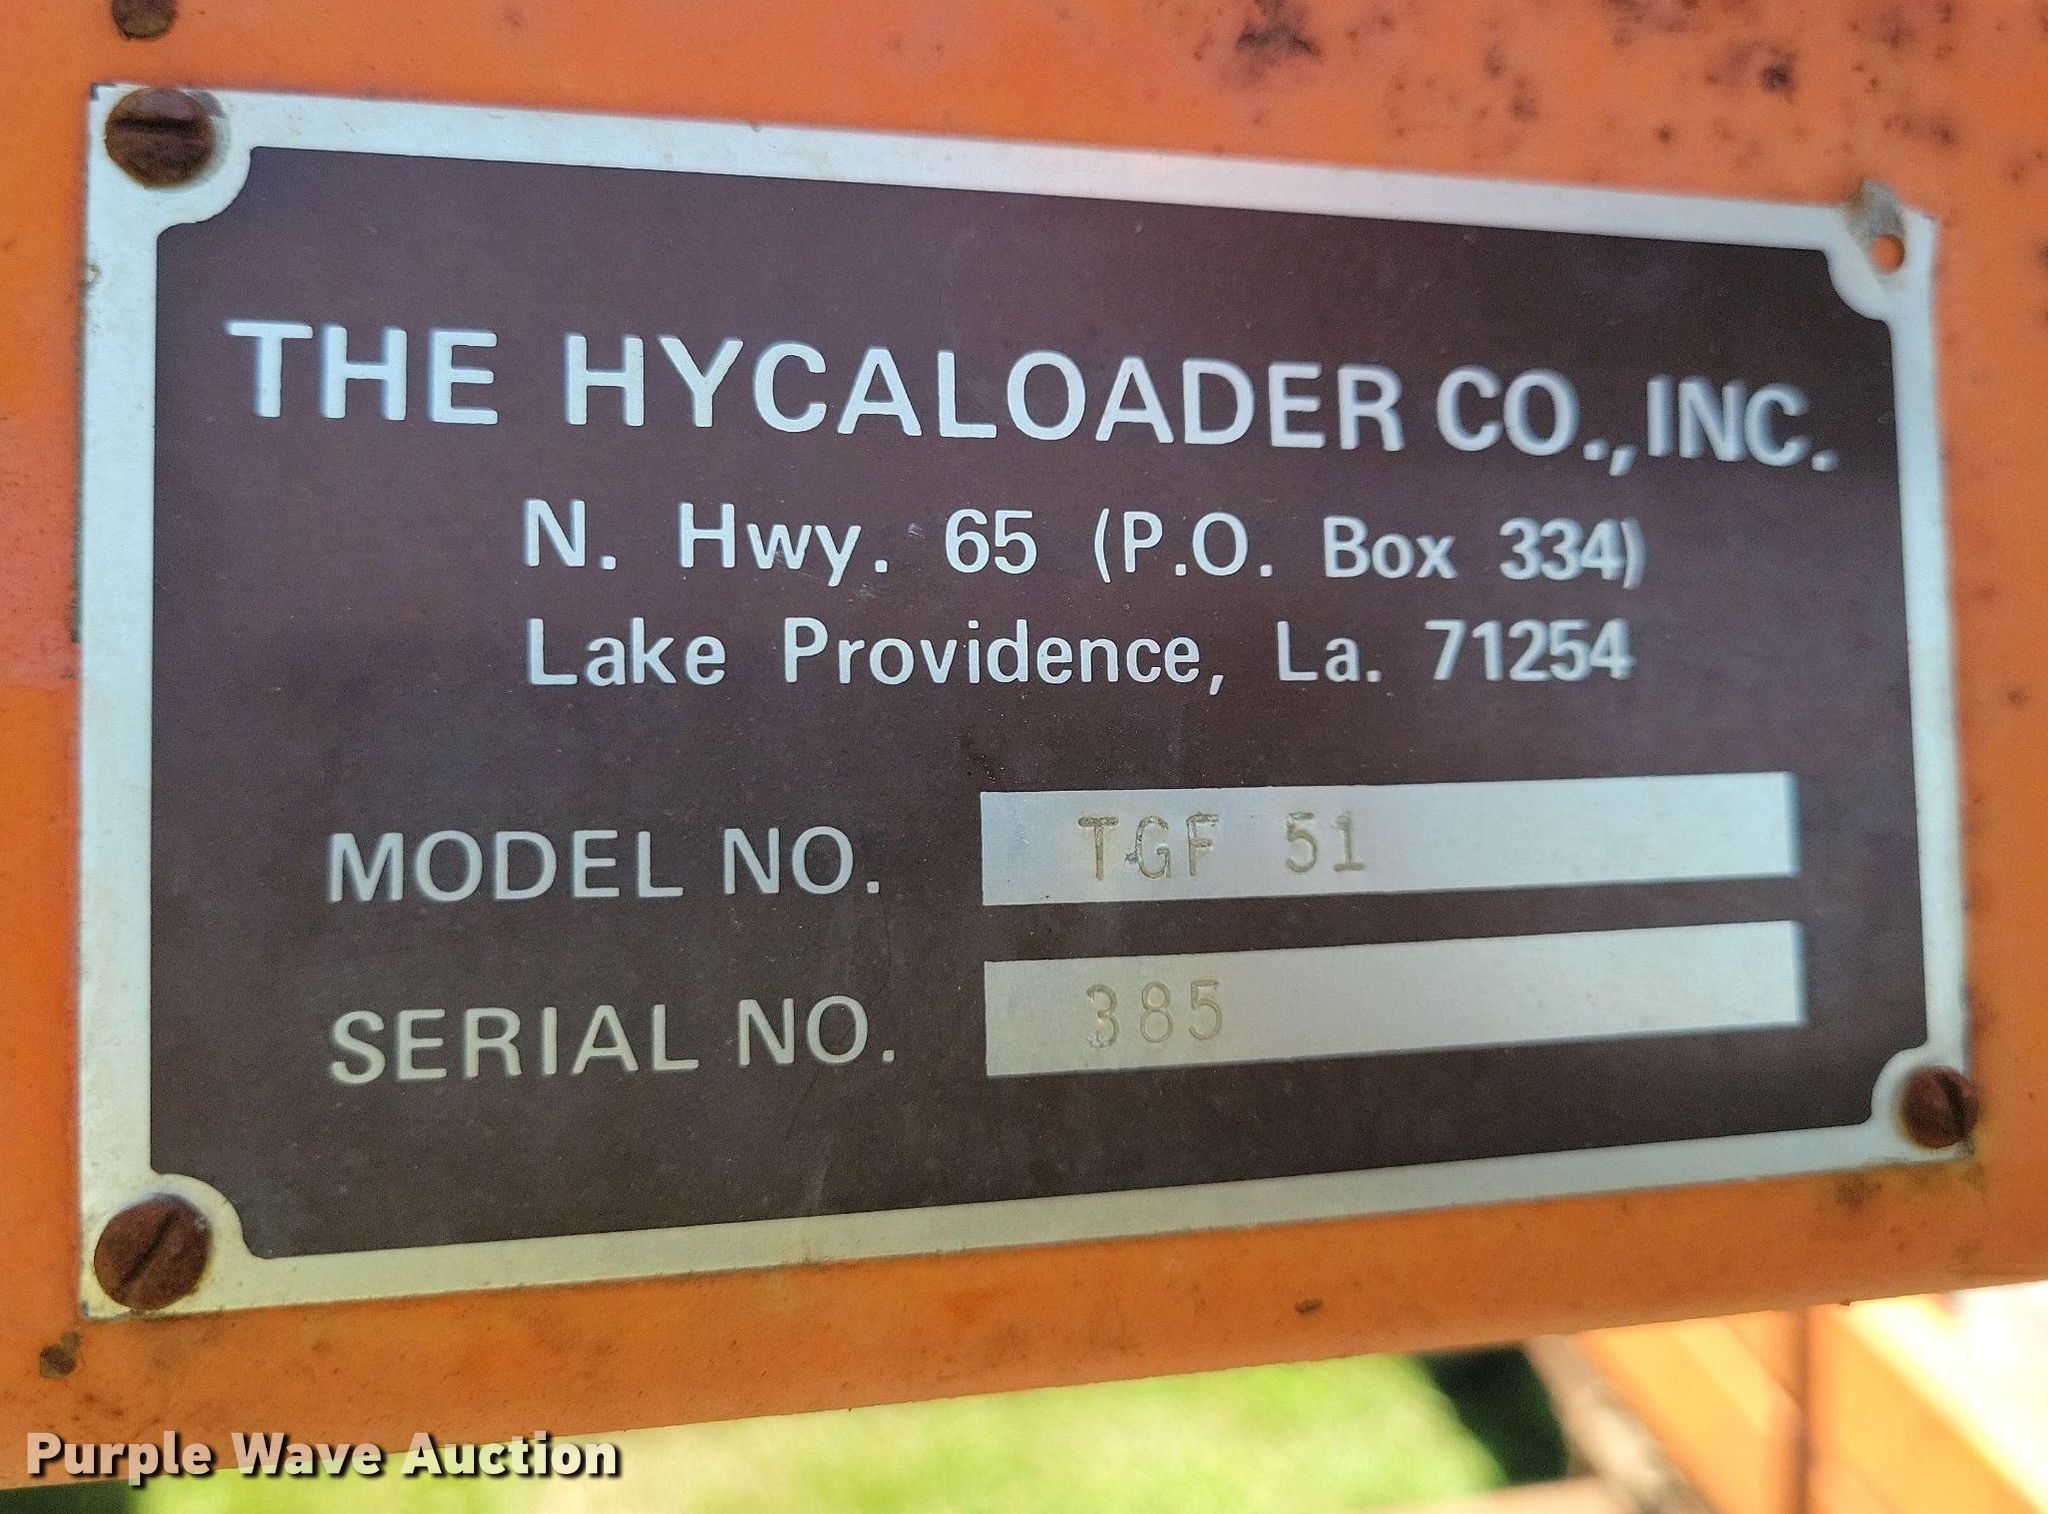 THE HYCALOADER CO., INC.
N. Hwy. 65 (P.O. Box 334)
Lake Providence, La. 71254
MODEL NO. TGF 51
SERIAL NO. 385
Purple Wave Auction